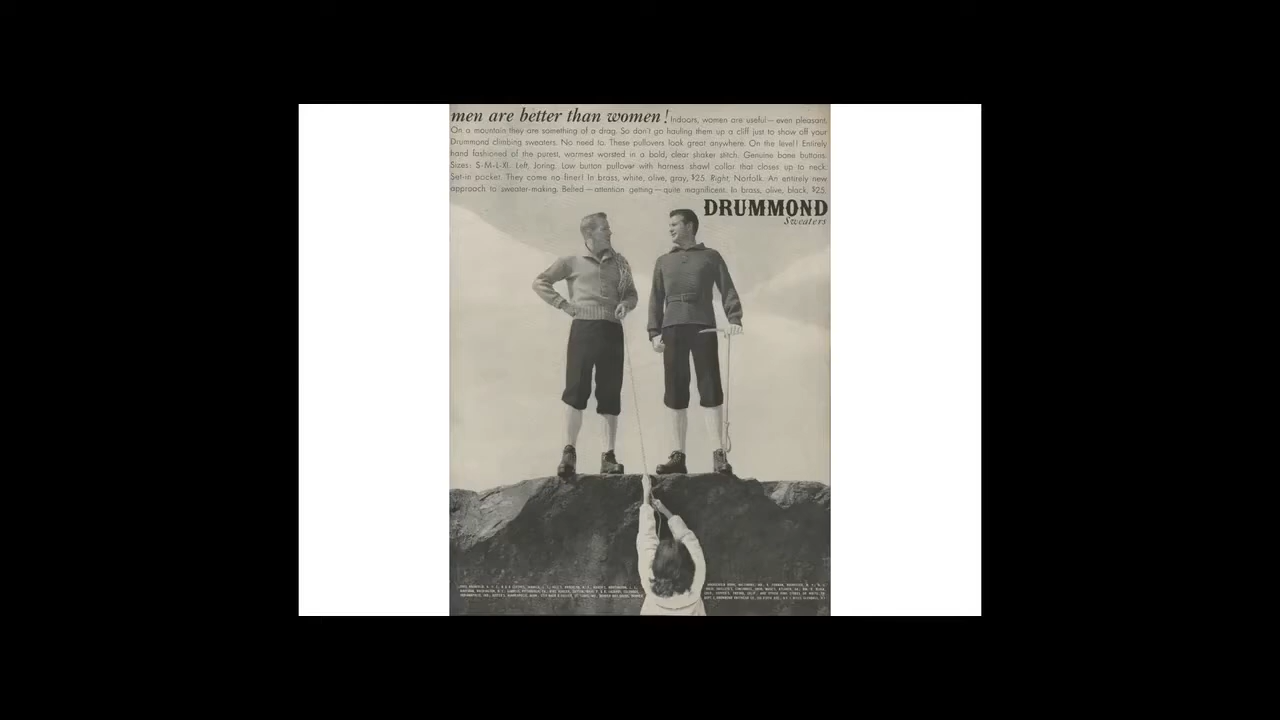 men are better than women! Indoors, women are useful—even pleasant.
On a mountain they are something of a drag. So don't go hauling them up a cliff just to show off your
Drummond climbing sweaters. No need to. These pullovers look great anywhere. On the level! Entirely
hand fashioned of the purest, warmest worsted in a bold, clear shaker stitch. Genuine bone buttons.
Sizes: S-M-L-XL. Left, Joring. Low button pullover with harness shawl collar that closes up to neck.
Set-in pocket. They come no finer! In brass, white, olive, gray, $25. Right, Norfolk. An entirely new
approach to sweater-making. Belted—attention getting—quite magnificent. In brass, olive, black, $25.
DRUMMOND
Sweaters